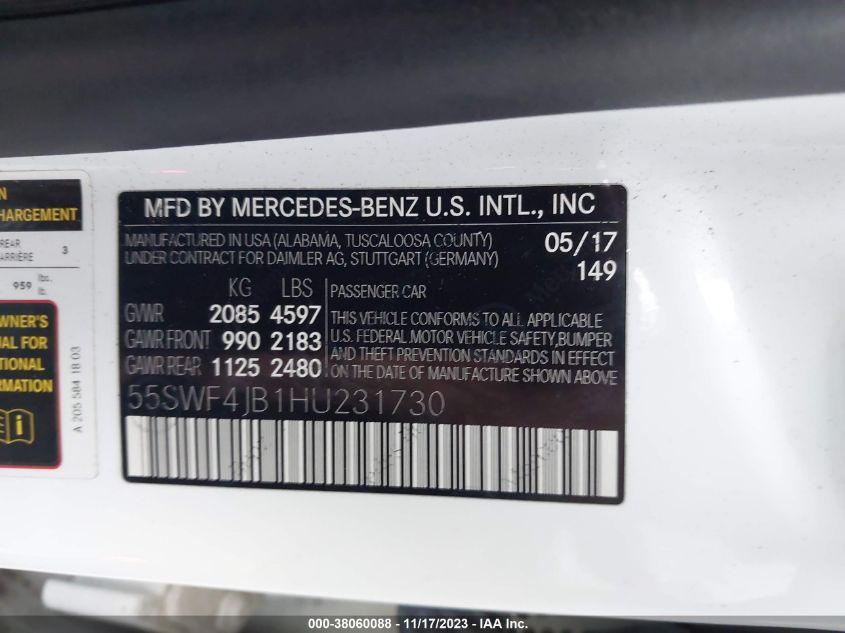 N
HARGEMENT
REAR
ARRIÈRE 3
959 lbs.
lb.
WNER'S
UAL FOR
TIONAL
RMATION
i
A 205 584 18 03
MFD BY MERCEDES-BENZ U.S. INTL., INC
MANUFACTURED IN USA (ALABAMA, TUSCALOOSA COUNTY) 05/17
UNDER CONTRACT FOR DAIMLER AG, STUTTGART (GERMANY) 149
KG LBS PASSENGER CAR
GVWR 2085 4597 THIS VEHICLE CONFORMS TO ALL APPLICABLE
GAWR FRONT 990 2183 U.S. FEDERAL MOTOR VEHICLE SAFETY,BUMPER
GAWR REAR 1125 2480 AND THEFT PREVENTION STANDARDS IN EFFECT
ON THE DATE OF MANUFACTURE SHOWN ABOVE
55SWF4JB1HU231730
000-38060088 - 11/17/2023 - IAA Inc.